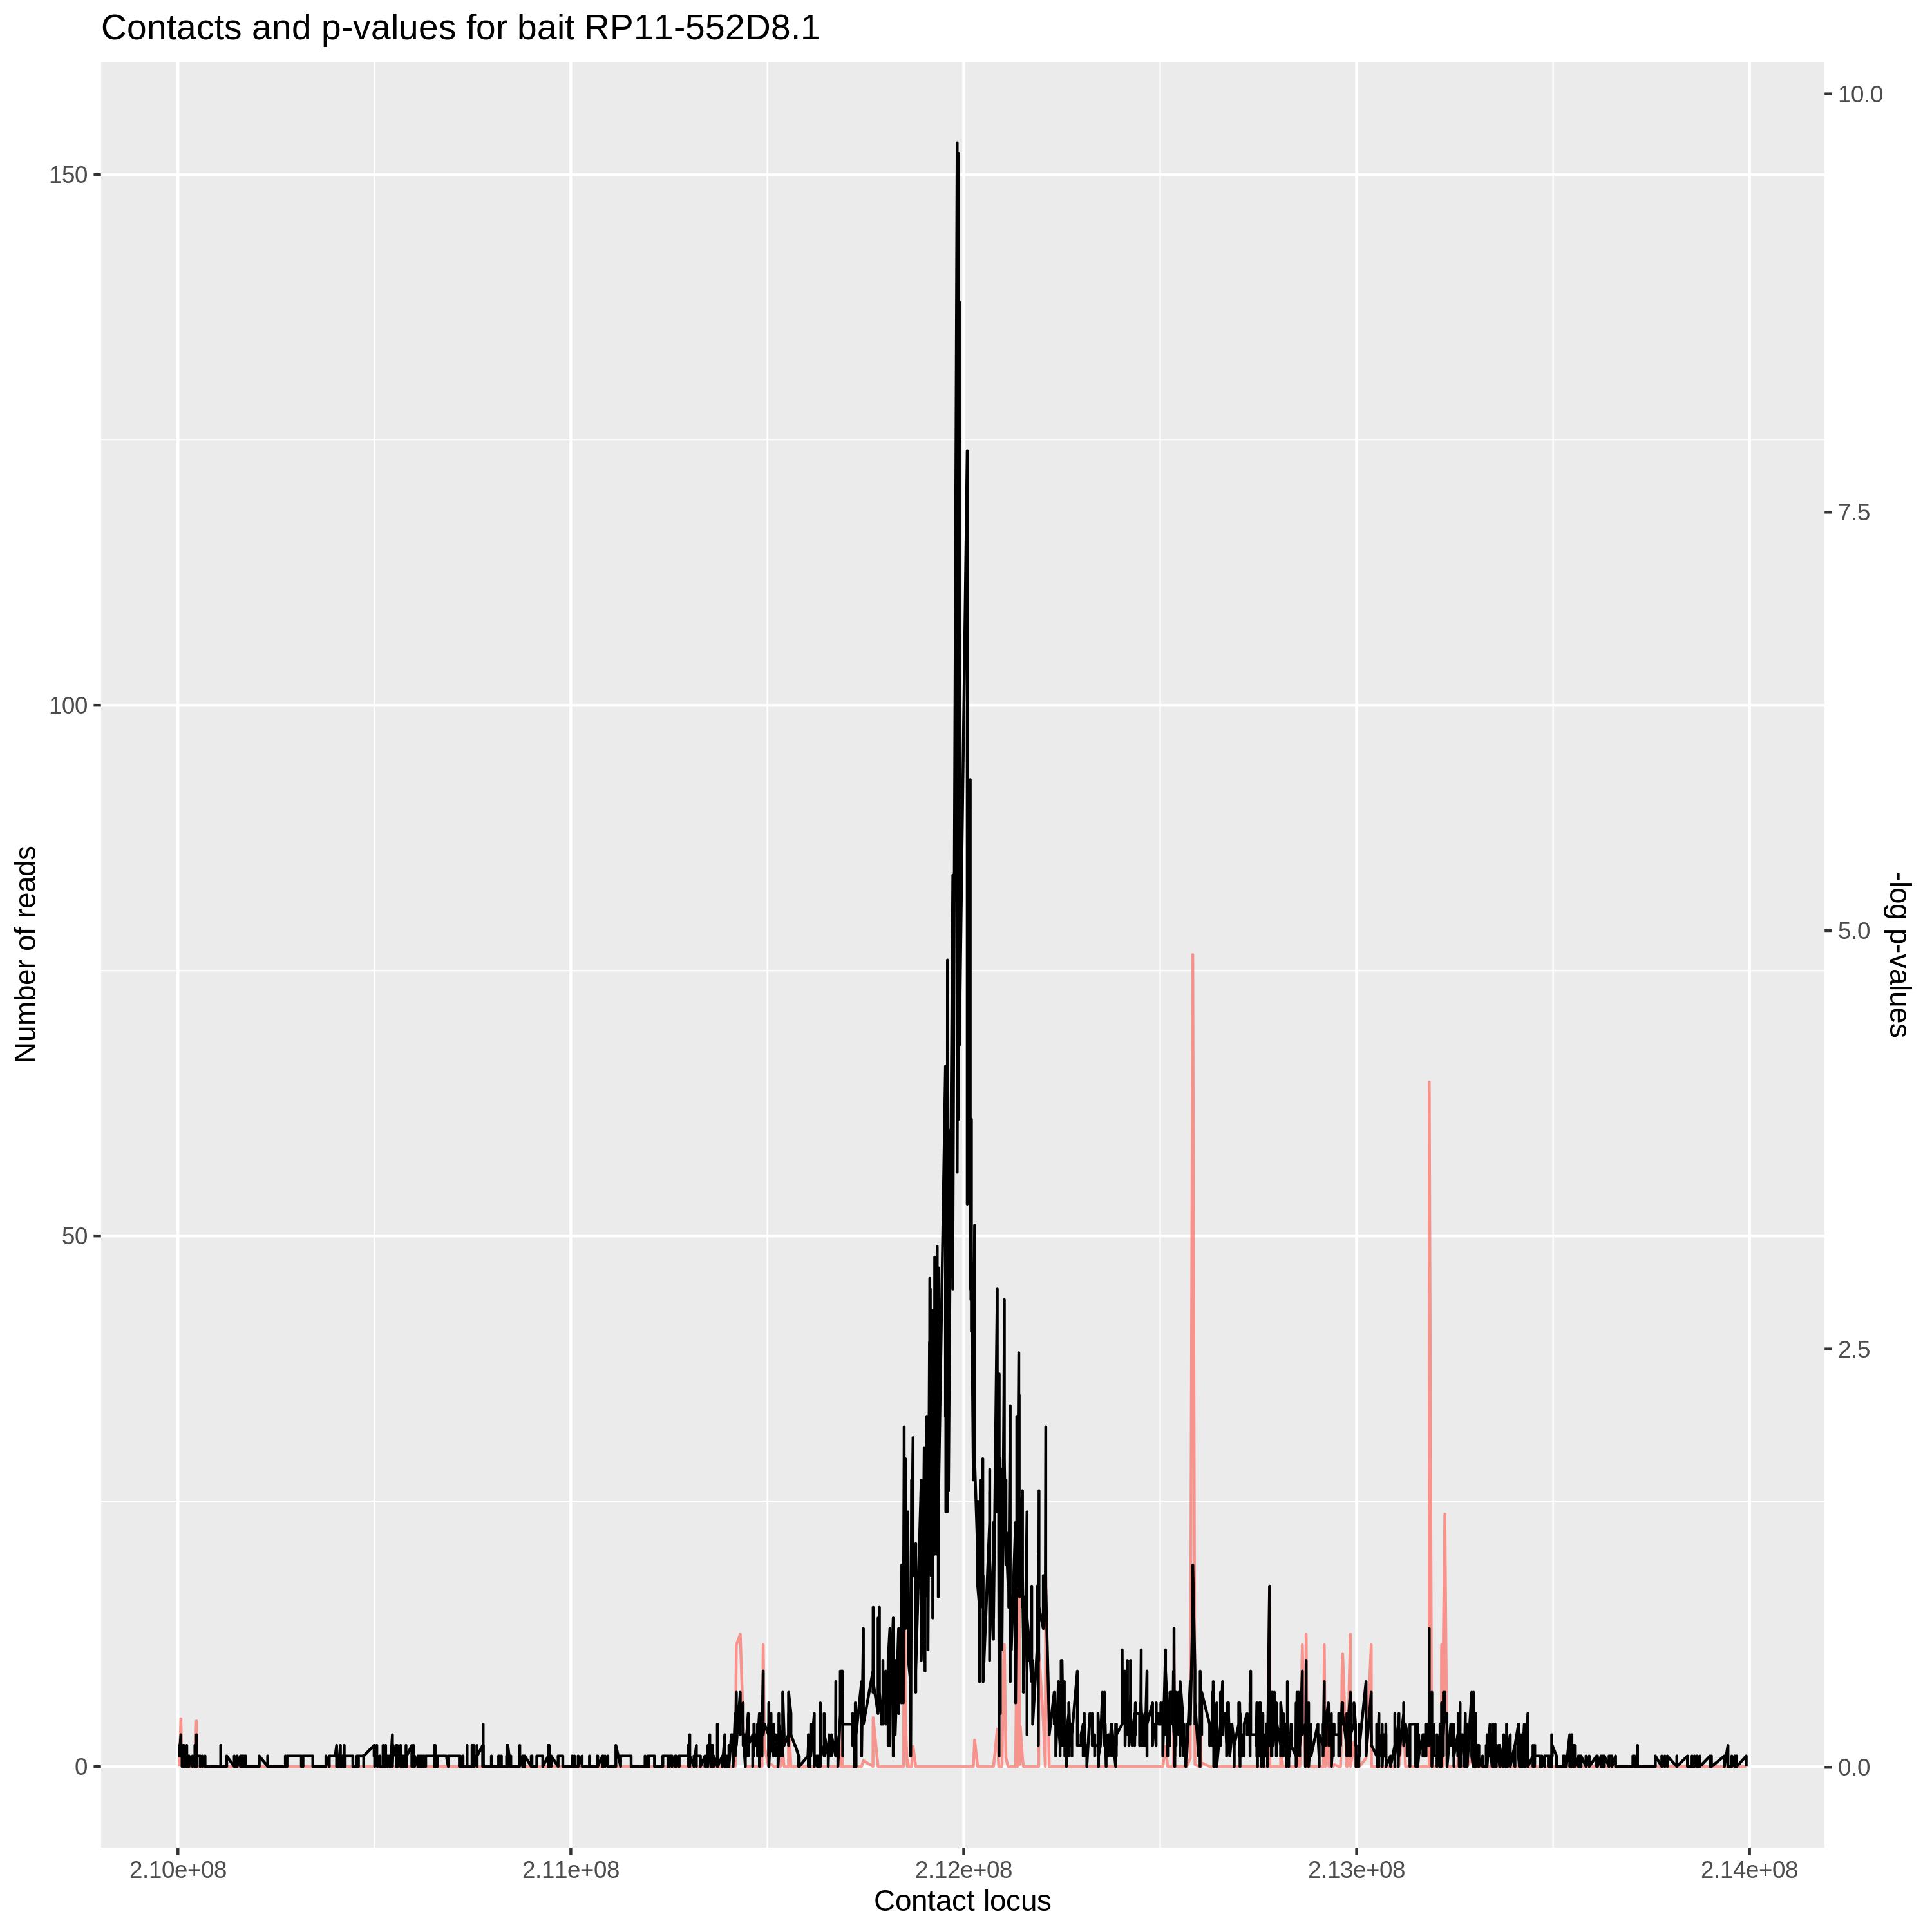 Contacts and p-values for bait RP11-552D8.1
150
100
50
0
Number of reads
10.0
7.5
5.0
2.5
0.0
-log p-values
2.10e+08
2.11e+08
2.12e+08
2.13e+08
2.14e+08
Contact locus